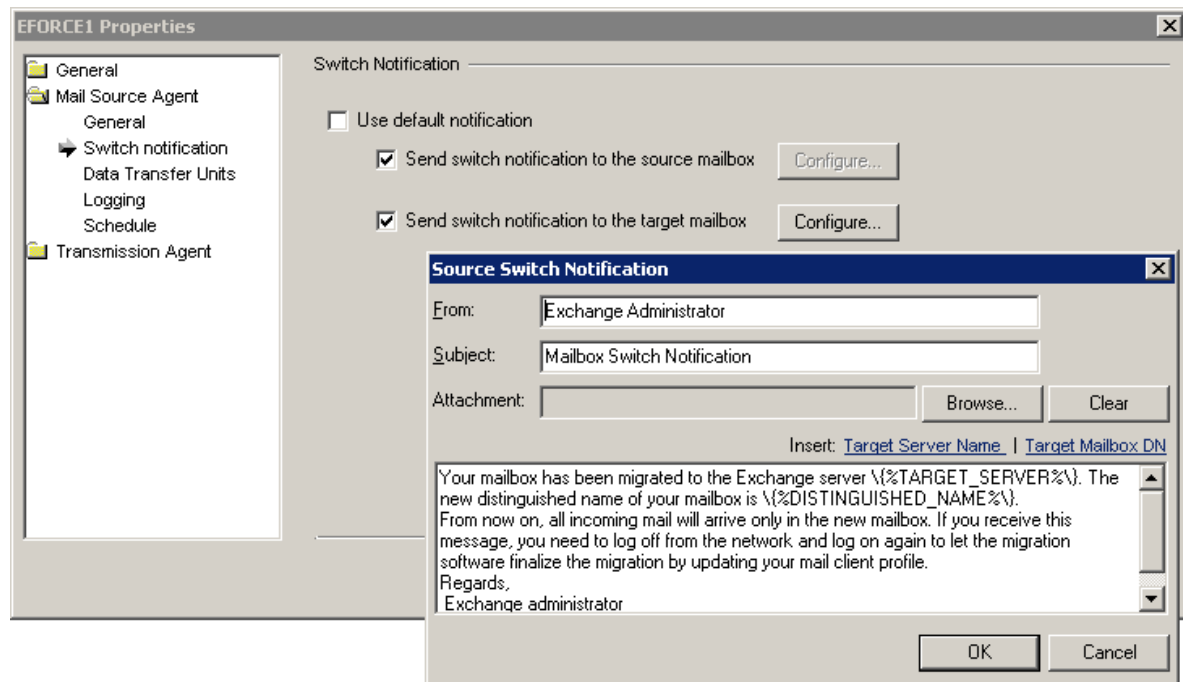 EFORCE1 Properties
General
Mail Source Agent
General
Switch notification
Data Transfer Units
Logging
Schedule
Transmission Agent
Switch Notification
Use default notification
Send switch notification to the source mailbox
Configure...
Send switch notification to the target mailbox
Configure...
Source Switch Notification
From:
Exchange Administrator
Subject:
Mailbox Switch Notification
Attachment:
Browse...
Clear
Insert: Target Server Name | Target Mailbox DN
Your mailbox has been migrated to the Exchange server \{%TARGET_SERVER%\}. The
new distinguished name of your mailbox is \{%DISTINGUISHED_NAME%\}.
From now on, all incoming mail will arrive only in the new mailbox. If you receive this
message, you need to log off from the network and log on again to let the migration
software finalize the migration by updating your mail client profile.
Regards,
Exchange administrator
OK
Cancel